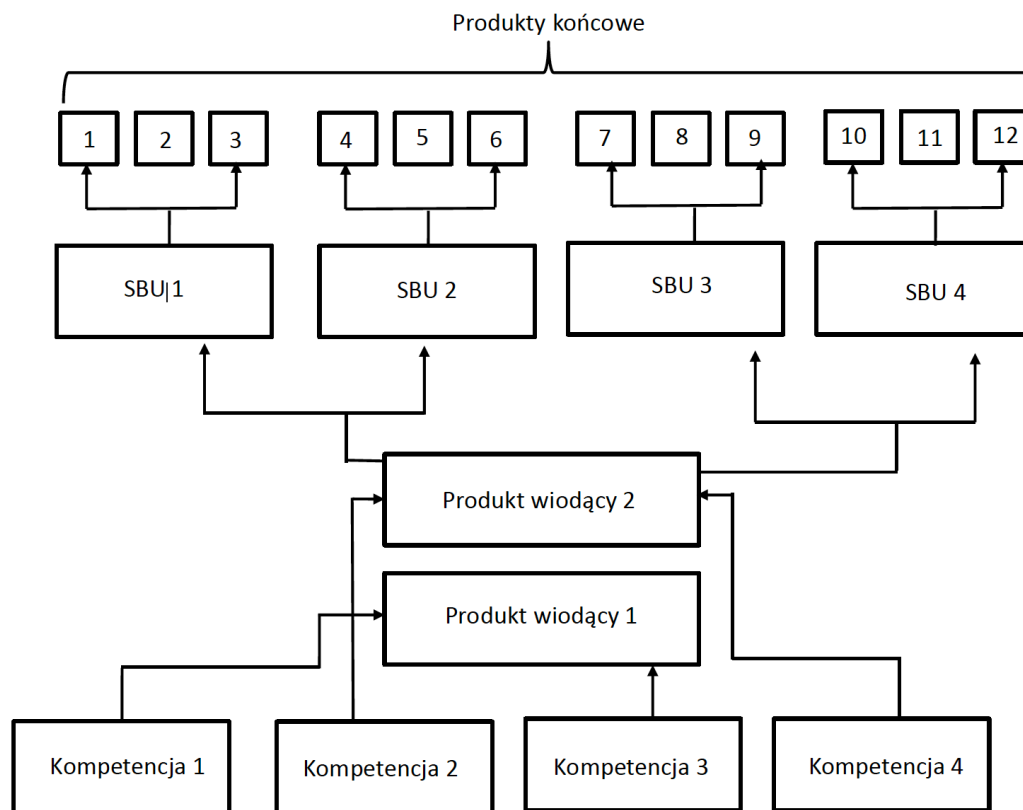 Produkty końcowe
1
2
3
4
5
6
7
8
9
10
11
12
SBU 1
SBU 2
SBU 3
SBU 4
Produkt wiodący 2
Produkt wiodący 1
Kompetencja 1
Kompetencja 2
Kompetencja 3
Kompetencja 4